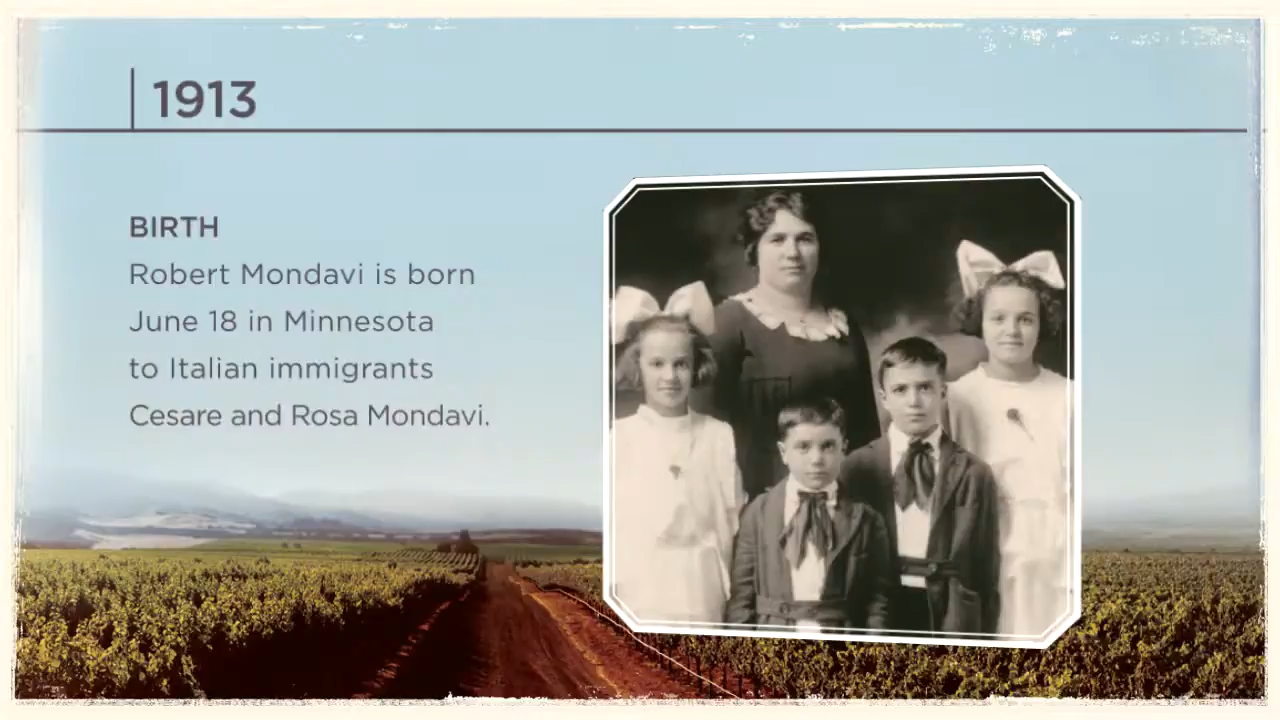 1913
BIRTH
Robert Mondavi is born
June 18 in Minnesota
to Italian immigrants
Cesare and Rosa Mondavi.